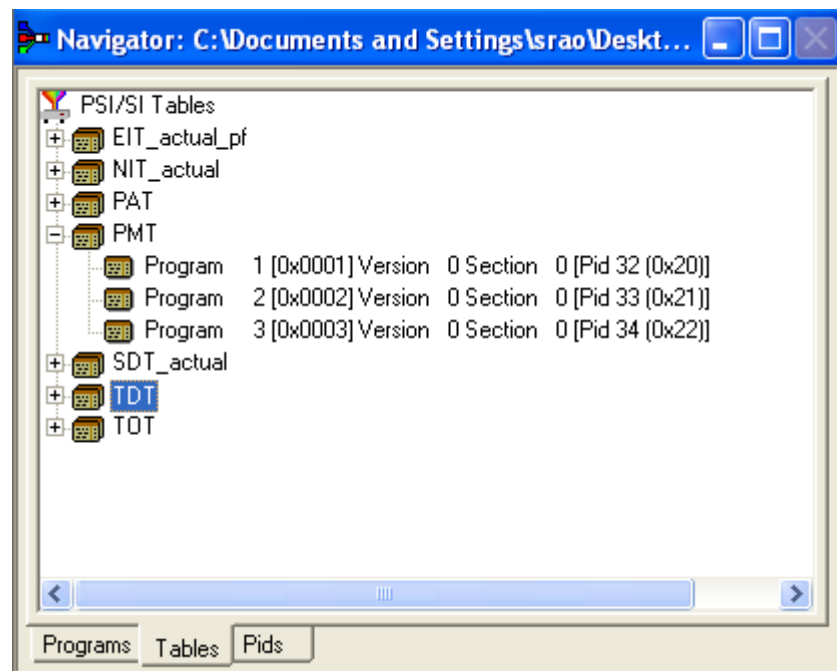 Navigator: C:\Documents and Settings\srao\Deskt...
PSI/SI Tables
EIT_actual_pf
NIT_actual
PAT
PMT
Program 1 [0x0001] Version 0 Section 0 [Pid 32 (0x20)]
Program 2 [0x0002] Version 0 Section 0 [Pid 33 (0x21)]
Program 3 [0x0003] Version 0 Section 0 [Pid 34 (0x22)]
SDT_actual
TDT
TOT
Programs Tables Pids